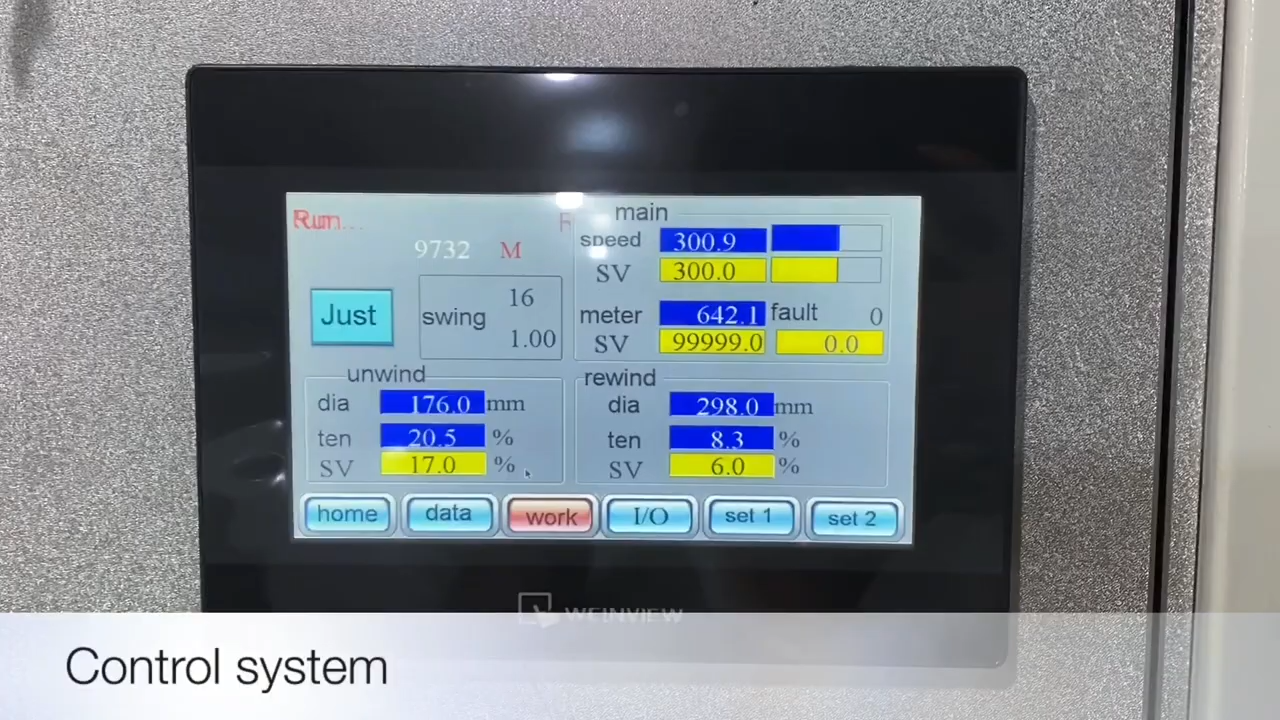 Run...
9732 M
Just
swing
16
1.00
main
speed 300.9
SV 300.0
meter 642.1 fault 0
SV 99999.0 0.0
unwind
dia 176.0 mm
ten 20.5 %
SV 17.0 %
rewind
dia 298.0 mm
ten 8.3 %
SV 6.0 %
home data work I/O set 1 set 2
WEINVIEW
Control system